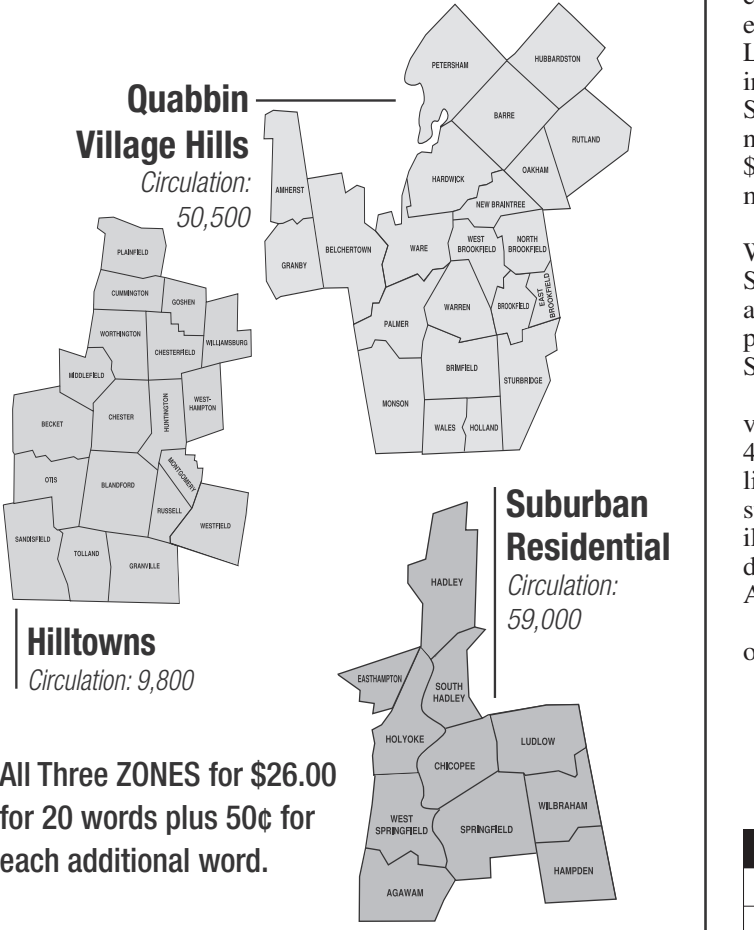 Quabbin
Village Hills
Circulation:
50,500
PETERSHAM
HUBBARDSTON
BARRE
RUTLAND
HARDWICK
OAKHAM
NEW BRAINTREE
AMHERST
BELCHERTOWN
GRANBY
WARE
WEST
BROOKFIELD
NORTH
BROOKFIELD
PALMER
WARREN
BROOKFIELD
EAST
BROOKFIELD
BRIMFIELD
STURBRIDGE
MONSON
WALES
HOLLAND
PLAINFIELD
CUMMINGTON
GOSHEN
WORTHINGTON
CHESTERFIELD
WILLIAMSBURG
MIDDLEFIELD
BECKET
CHESTER
HUNTINGTON
WEST-
HAMPTON
OTIS
BLANDFORD
MONTGOMERY
RUSSELL
WESTFIELD
SANDISFIELD
TOLLAND
GRANVILLE
Hilltowns
Circulation: 9,800
Suburban
Residential
Circulation:
59,000
HADLEY
EASTHAMPTON
SOUTH
HADLEY
HOLYOKE
LUDLOW
CHICOPEE
WEST
SPRINGFIELD
SPRINGFIELD
WILBRAHAM
AGAWAM
HAMPDEN
All Three ZONES for $26.00
for 20 words plus 50¢ for
each additional word.